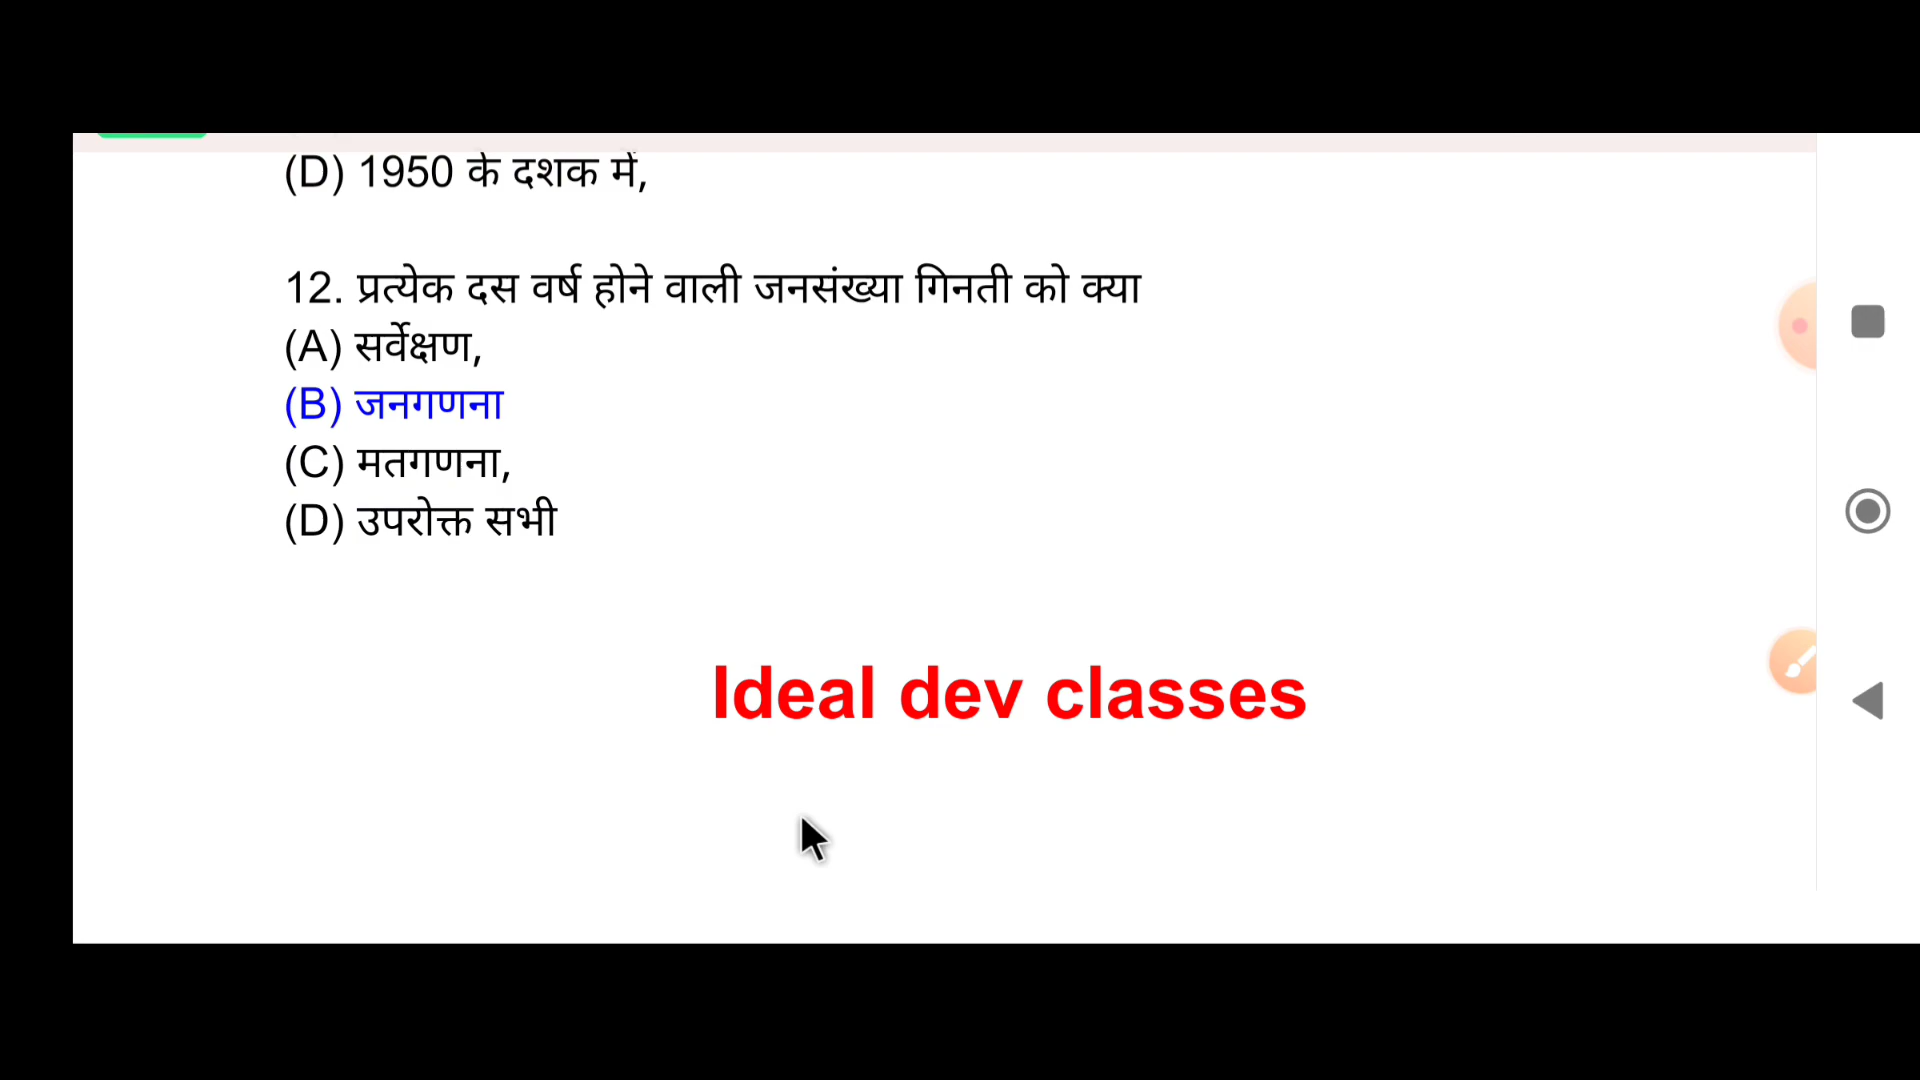 (D) 1950 के दशक में,
12. प्रत्येक दस वर्ष होने वाली जनसंख्या गिनती को क्या
(A) सर्वेक्षण,
(B) जनगणना
(C) मतगणना,
(D) उपरोक्त सभी
Ideal dev classes